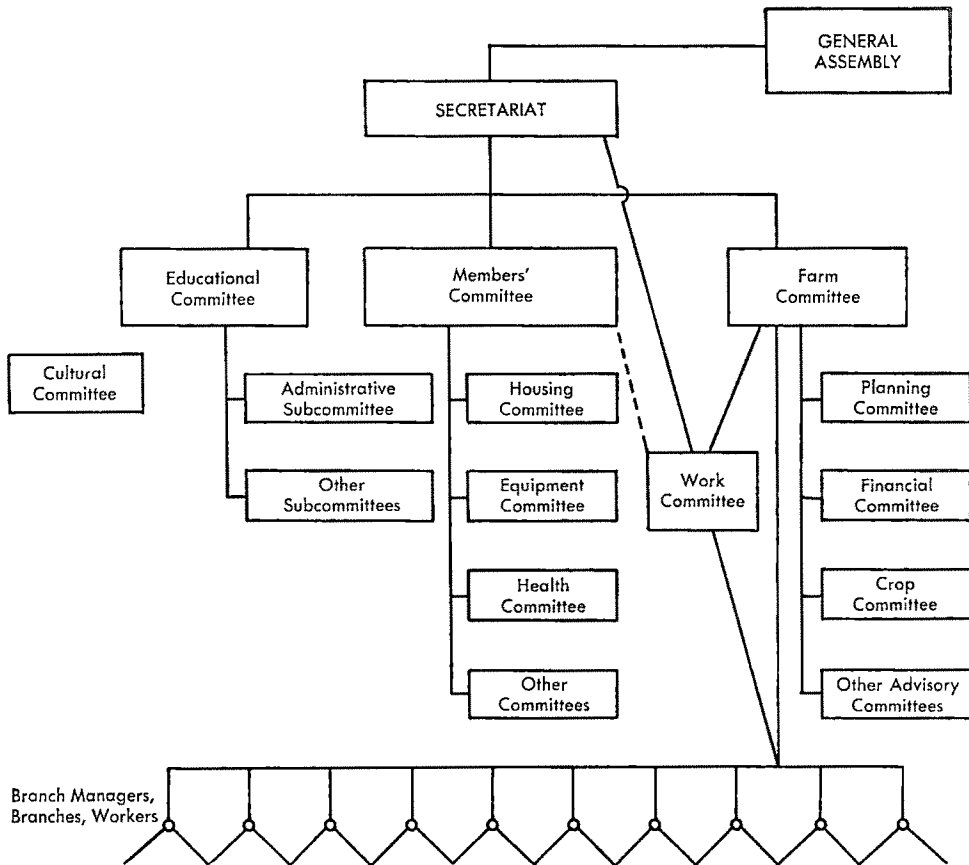 GENERAL
ASSEMBLY
SECRETARIAT
Educational
Committee
Members'
Committee
Farm
Committee
Cultural
Committee
Administrative
Subcommittee
Housing
Committee
Planning
Committee
Other
Subcommittees
Equipment
Committee
Work
Committee
Financial
Committee
Health
Committee
Crop
Committee
Other
Committees
Other Advisory
Committees
Branch Managers,
Branches, Workers